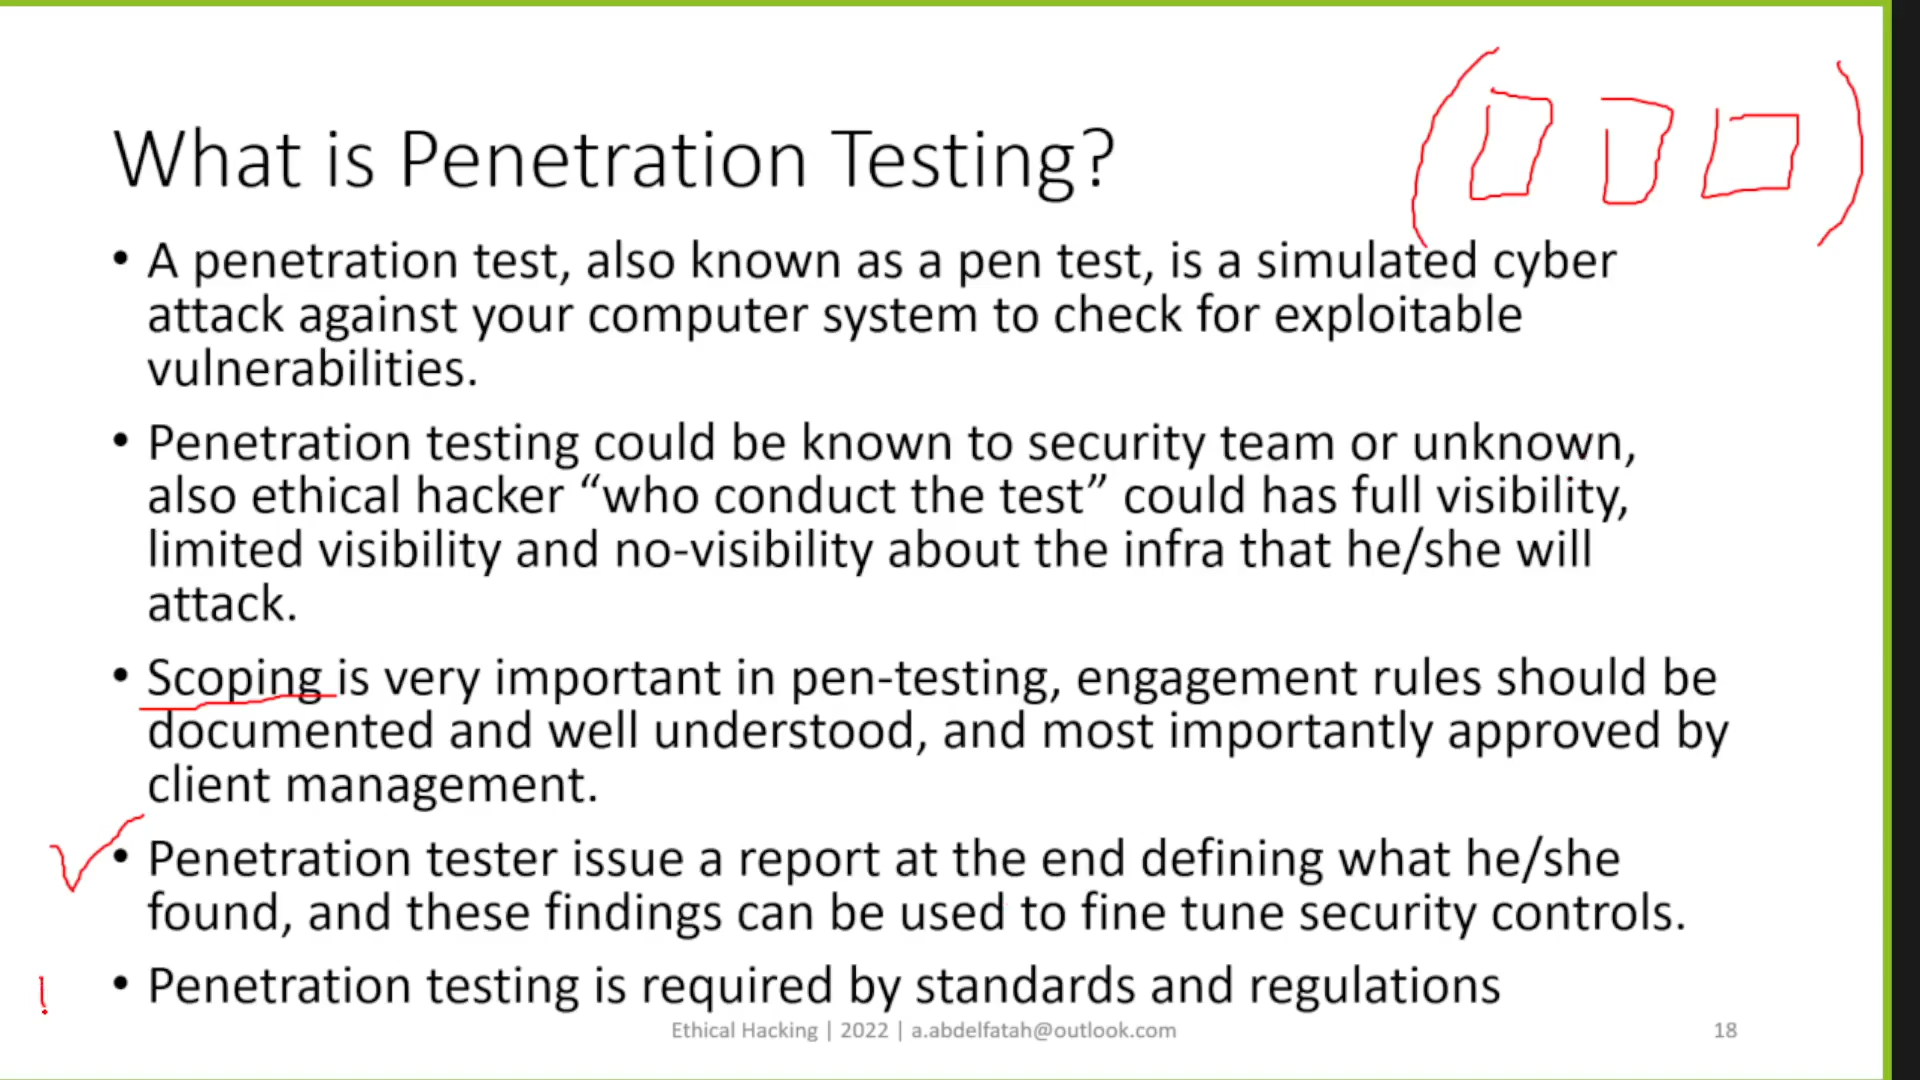 What is Penetration Testing?
• A penetration test, also known as a pen test, is a simulated cyber
attack against your computer system to check for exploitable
vulnerabilities.
• Penetration testing could be known to security team or unknown,
also ethical hacker “who conduct the test” could has full visibility,
limited visibility and no-visibility about the infra that he/she will
attack.
• Scoping is very important in pen-testing, engagement rules should be
documented and well understood, and most importantly approved by
client management.
• Penetration tester issue a report at the end defining what he/she
found, and these findings can be used to fine tune security controls.
! • Penetration testing is required by standards and regulations
Ethical Hacking | 2022 | a.abdelfatah@outlook.com 18